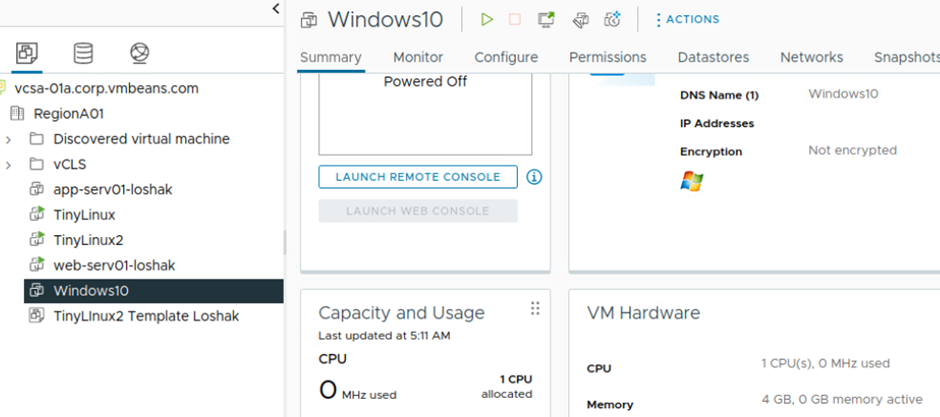 Windows10
ACTIONS
Summary Monitor Configure Permissions Datastores Networks Snapshots
vcsa-01a.corp.vmbeans.com
RegionA01
Discovered virtual machine
vCLS
app-serv01-loshak
TinyLinux
TinyLinux2
web-serv01-loshak
Windows10
TinyLInux2 Template Loshak
Powered Off
LAUNCH REMOTE CONSOLE
LAUNCH WEB CONSOLE
DNS Name (1) Windows10
IP Addresses
Encryption Not encrypted
Capacity and Usage
Last updated at 5:11 AM
CPU
0 MHz used
1 CPU
allocated
VM Hardware
CPU 1 CPU(s), 0 MHz used
Memory 4 GB, 0 GB memory active